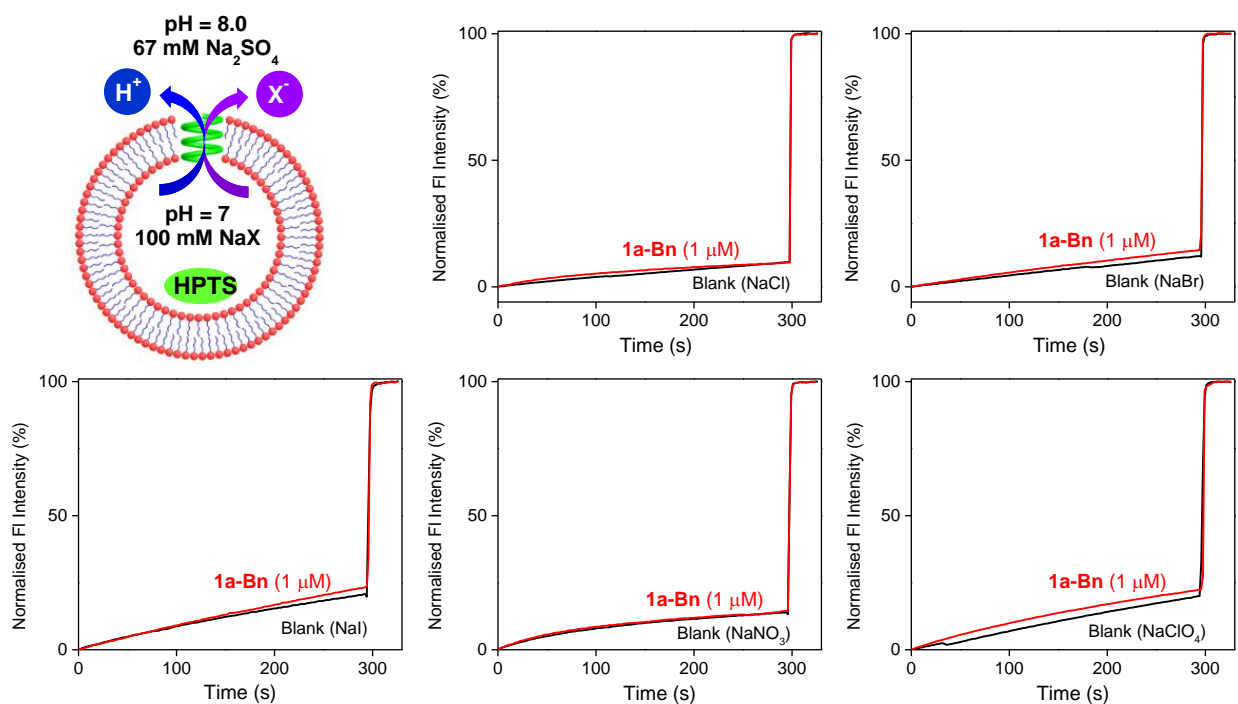 pH = 8.0
67 mM Na₂SO₄
H⁺
X⁻
pH = 7
100 mM NaX
HPTS
Normalised FI Intensity (%)
100
50
0
1a-Bn (1 μM)
Blank (NaCl)
0 100 200 300
Time (s)
Normalised FI Intensity (%)
100
50
0
1a-Bn (1 μM)
Blank (NaBr)
0 100 200 300
Time (s)
Normalised FI Intensity (%)
100
50
0
1a-Bn (1 μM)
Blank (NaI)
0 100 200 300
Time (s)
Normalised FI Intensity (%)
100
50
0
1a-Bn (1 μM)
Blank (NaNO₃)
0 100 200 300
Time (s)
Normalised FI Intensity (%)
100
50
0
1a-Bn (1 μM)
Blank (NaClO₄)
0 100 200 300
Time (s)